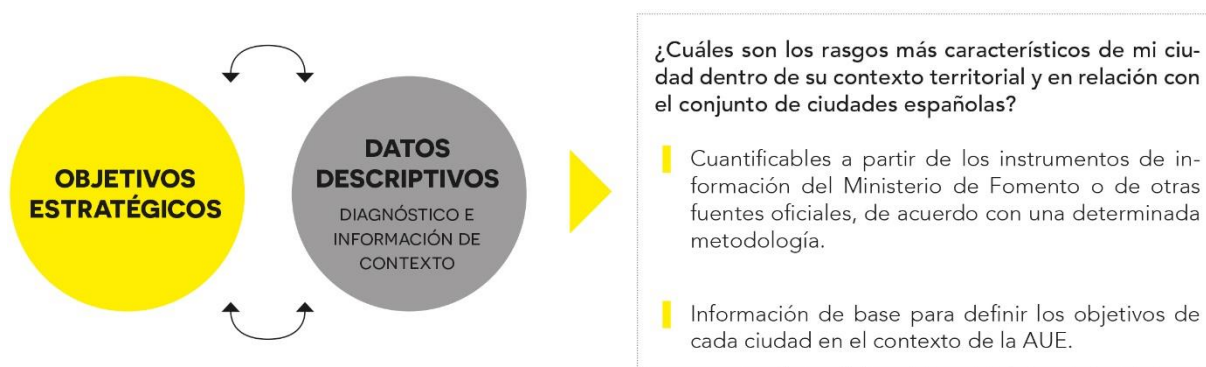 OBJETIVOS
ESTRATÉGICOS
DATOS
DESCRIPTIVOS
DIAGNÓSTICO E
INFORMACIÓN DE
CONTEXTO
¿Cuáles son los rasgos más característicos de mi ciu-
dad dentro de su contexto territorial y en relación con
el conjunto de ciudades españolas?
Cuantificables a partir de los instrumentos de in-
formación del Ministerio de Fomento o de otras
fuentes oficiales, de acuerdo con una determinada
metodología.
Información de base para definir los objetivos de
cada ciudad en el contexto de la AUE.